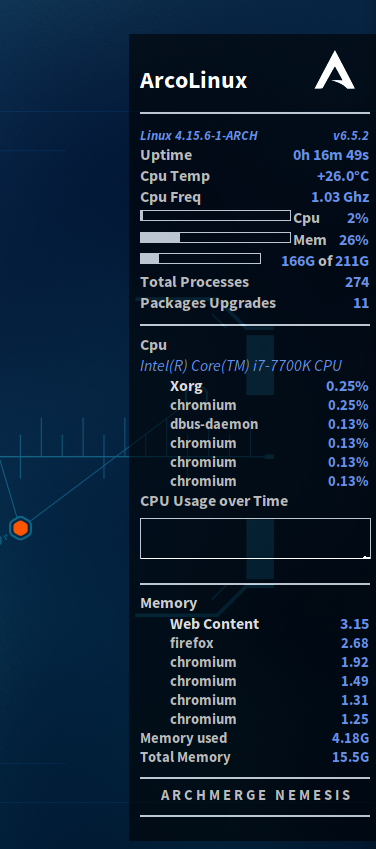 ArcoLinux
Linux 4.15.6-1-ARCH v6.5.2
Uptime 0h 16m 49s
Cpu Temp +26.0°C
Cpu Freq 1.03 Ghz
Cpu 2%
Mem 26%
166G of 211G
Total Processes 274
Packages Upgrades 11
Cpu
Intel(R) Core(TM) i7-7700K CPU
Xorg 0.25%
chromium 0.25%
dbus-daemon 0.13%
chromium 0.13%
chromium 0.13%
chromium 0.13%
CPU Usage over Time
Memory
Web Content 3.15
firefox 2.68
chromium 1.92
chromium 1.49
chromium 1.31
chromium 1.25
Memory used 4.18G
Total Memory 15.5G
ARCHMERGE NEMESIS